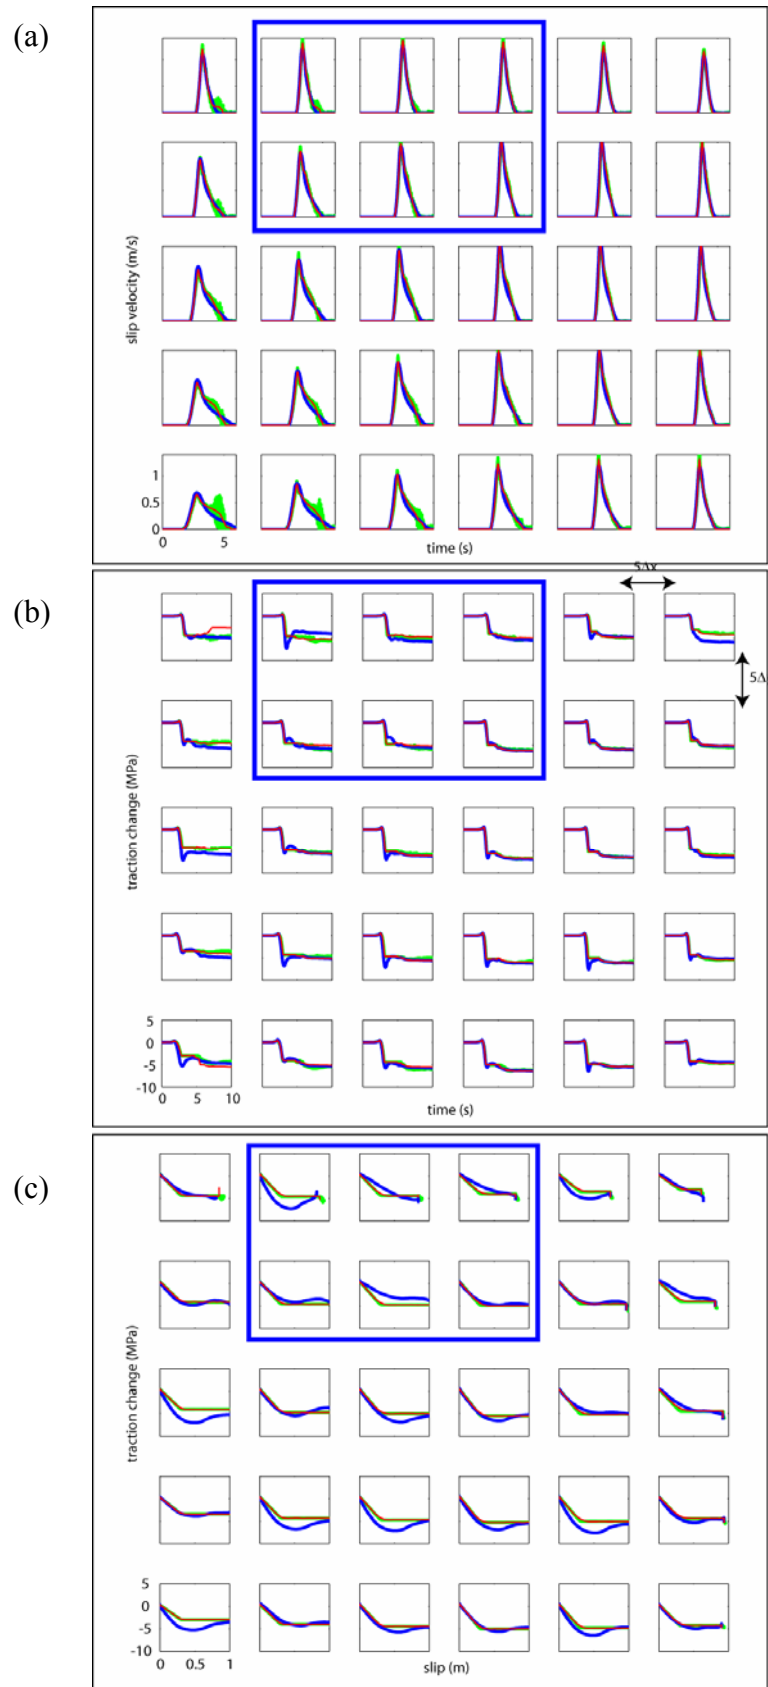 (a)
slip velocity (m/s)
1
0.5
0
0
5
time (s)
(b)
5Δx
5Δ
traction change (MPa)
5
0
-5
-10
0
5
10
time (s)
(c)
traction change (MPa)
5
0
-5
-10
0
0.5
1
slip (m)